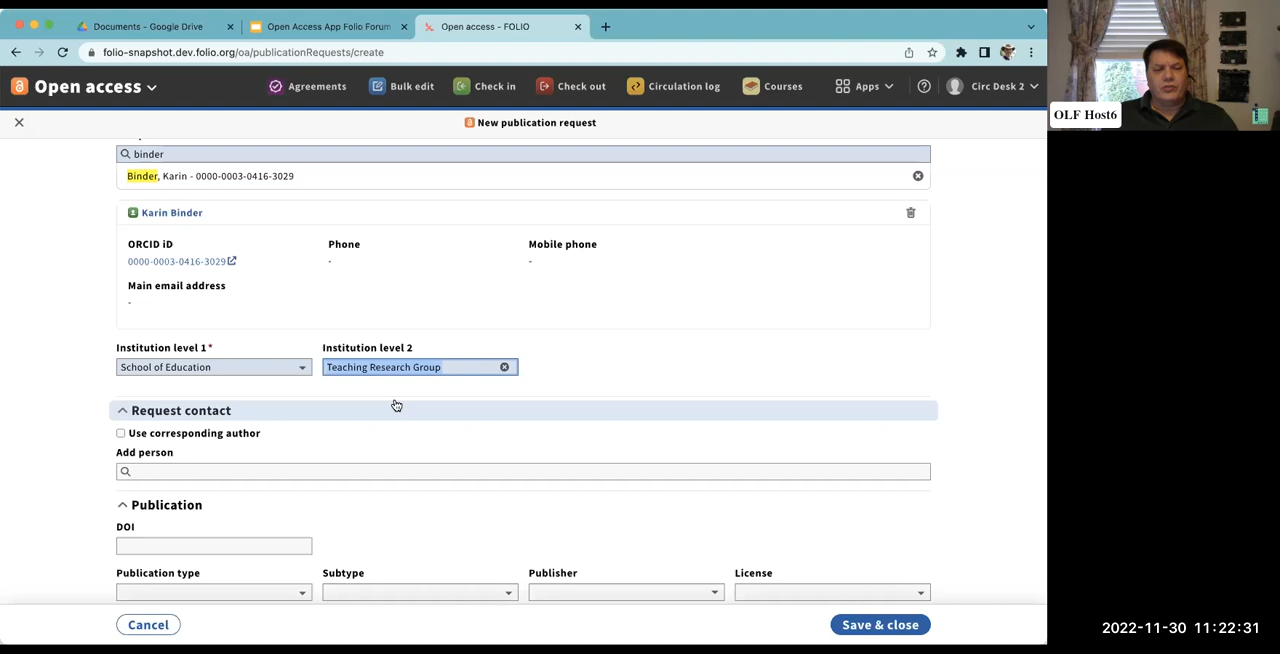 Documents - Google Drive
Open Access App Folio Forum
Open access - FOLIO
folio-snapshot.dev.folio.org/oa/publicationRequests/create
Open access
Agreements
Bulk edit
Check in
Check out
Circulation log
Courses
Apps
Circ Desk 2
New publication request
binder
Binder, Karin - 0000-0003-0416-3029
Karin Binder
ORCID iD
Phone
Mobile phone
0000-0003-0416-3029
-
-
Main email address
-
Institution level 1*
Institution level 2
School of Education
Teaching Research Group
Request contact
Use corresponding author
Add person
Publication
DOI
Publication type
Subtype
Publisher
License
Cancel
Save & close
OLF Host6
2022-11-30 11:22:31